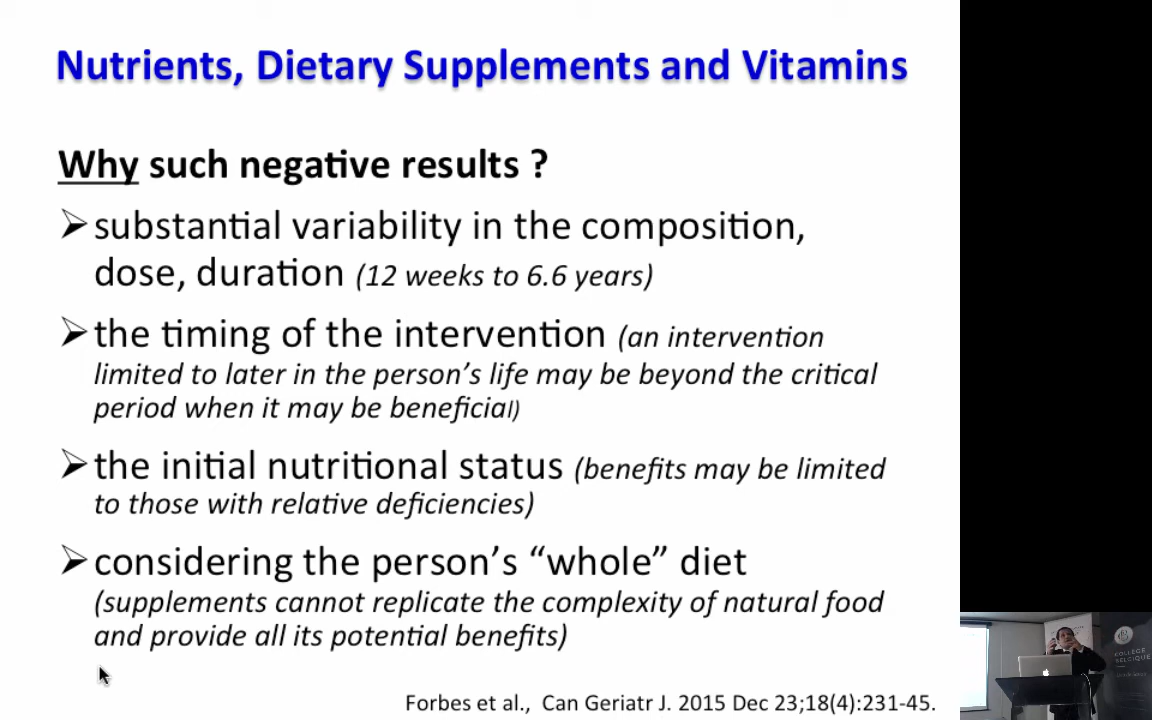 Nutrients, Dietary Supplements and Vitamins
Why such negative results ?
➢substantial variability in the composition,
dose, duration (12 weeks to 6.6 years)
➢the timing of the intervention (an intervention
limited to later in the person’s life may be beyond the critical
period when it may be beneficial)
➢the initial nutritional status (benefits may be limited
to those with relative deficiencies)
➢considering the person’s “whole” diet
(supplements cannot replicate the complexity of natural food
and provide all its potential benefits)
Forbes et al., Can Geriatr J. 2015 Dec 23;18(4):231-45.
COLLÈGE
BELGIQUE